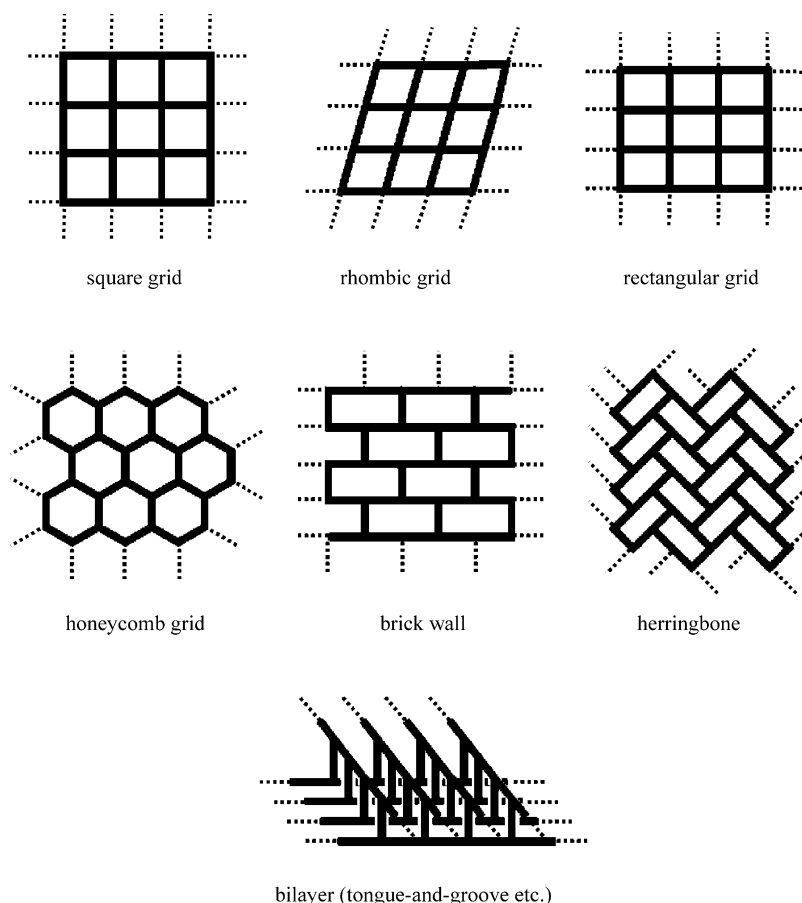 square grid
rhombic grid
rectangular grid
honeycomb grid
brick wall
herringbone
bilayer (tongue-and-groove etc.)